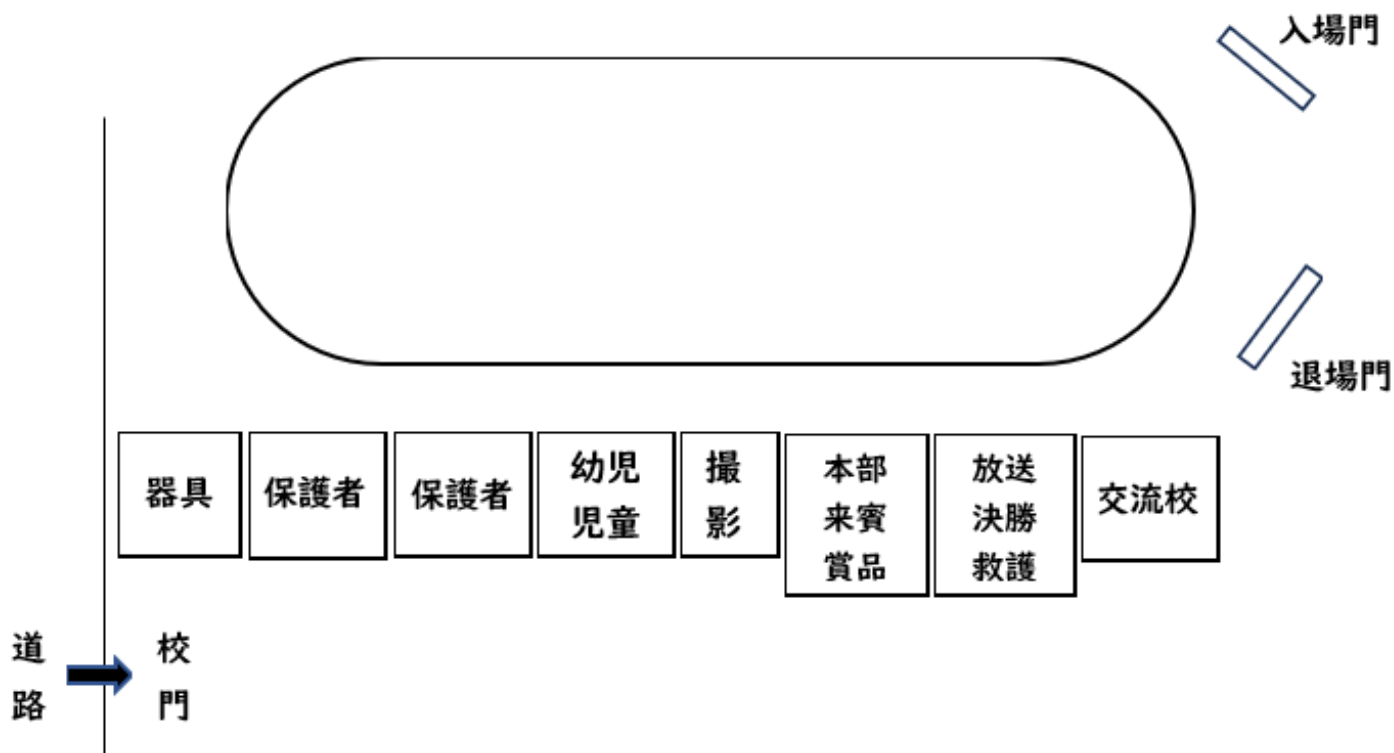 入場門
退場門
器具
保護者
保護者
幼児
児童
撮
影
本部
来賓
賞品
放送
決勝
救護
交流校
道
路
校
門